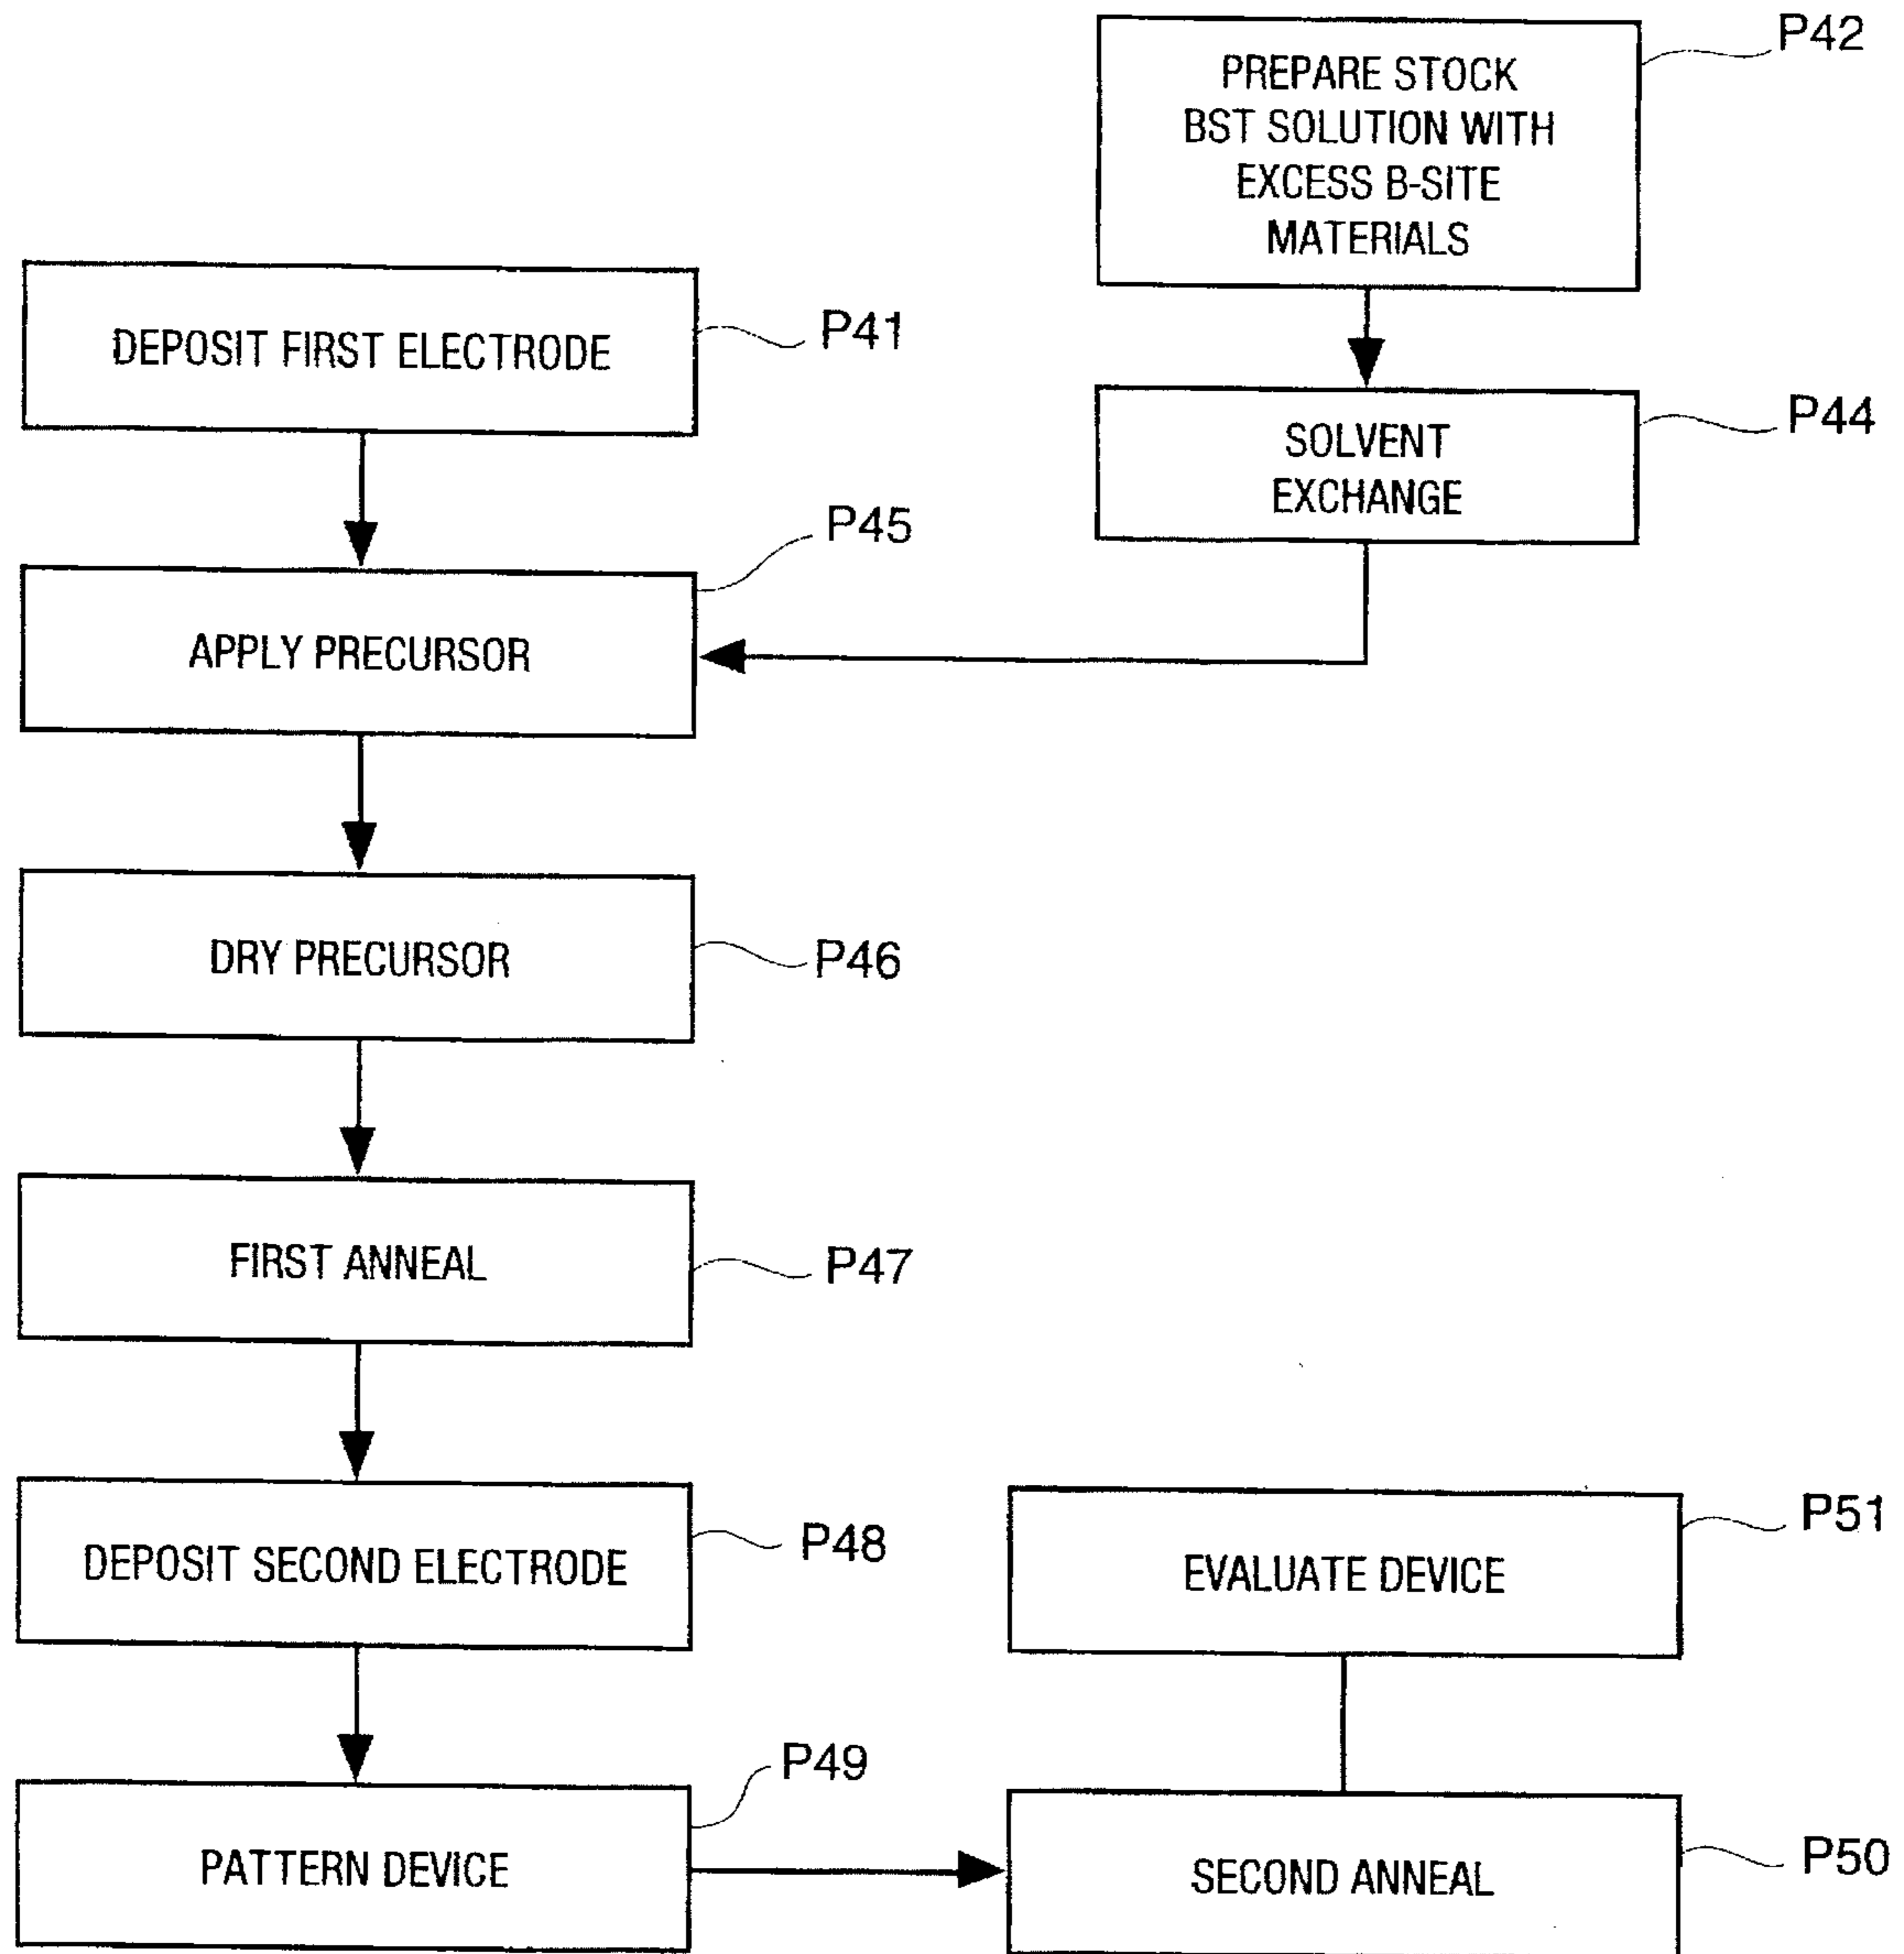 P42
PREPARE STOCK
BST SOLUTION WITH
EXCESS B-SITE
MATERIALS
DEPOSIT FIRST ELECTRODE
P41
P44
SOLVENT
EXCHANGE
P45
APPLY PRECURSOR
DRY PRECURSOR
P46
FIRST ANNEAL
P47
DEPOSIT SECOND ELECTRODE
P48
EVALUATE DEVICE
P51
P49
PATTERN DEVICE
SECOND ANNEAL
P50